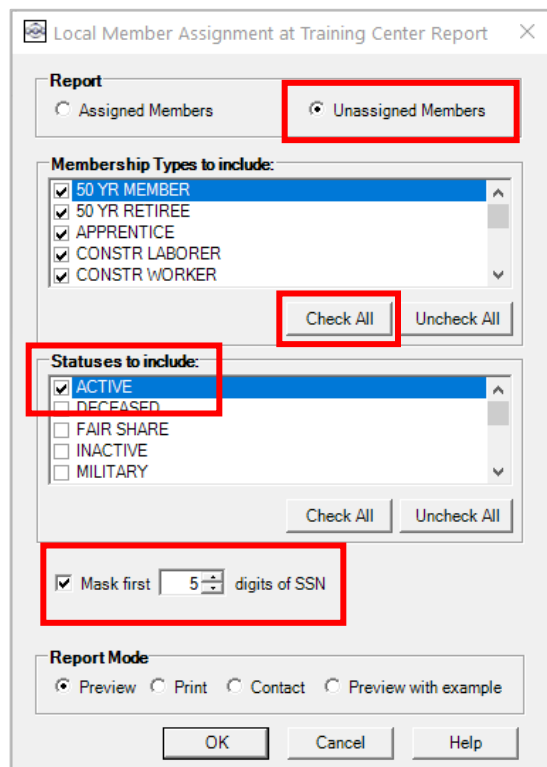 Local Member Assignment at Training Center Report
Report
Assigned Members Unassigned Members
Membership Types to include:
50 YR MEMBER
50 YR RETIREE
APPRENTICE
CONSTR LABORER
CONSTR WORKER
Check All Uncheck All
Statuses to include:
ACTIVE
DECEASED
FAIR SHARE
INACTIVE
MILITARY
Check All Uncheck All
Mask first 5 digits of SSN
Report Mode
Preview Print Contact Preview with example
OK Cancel Help